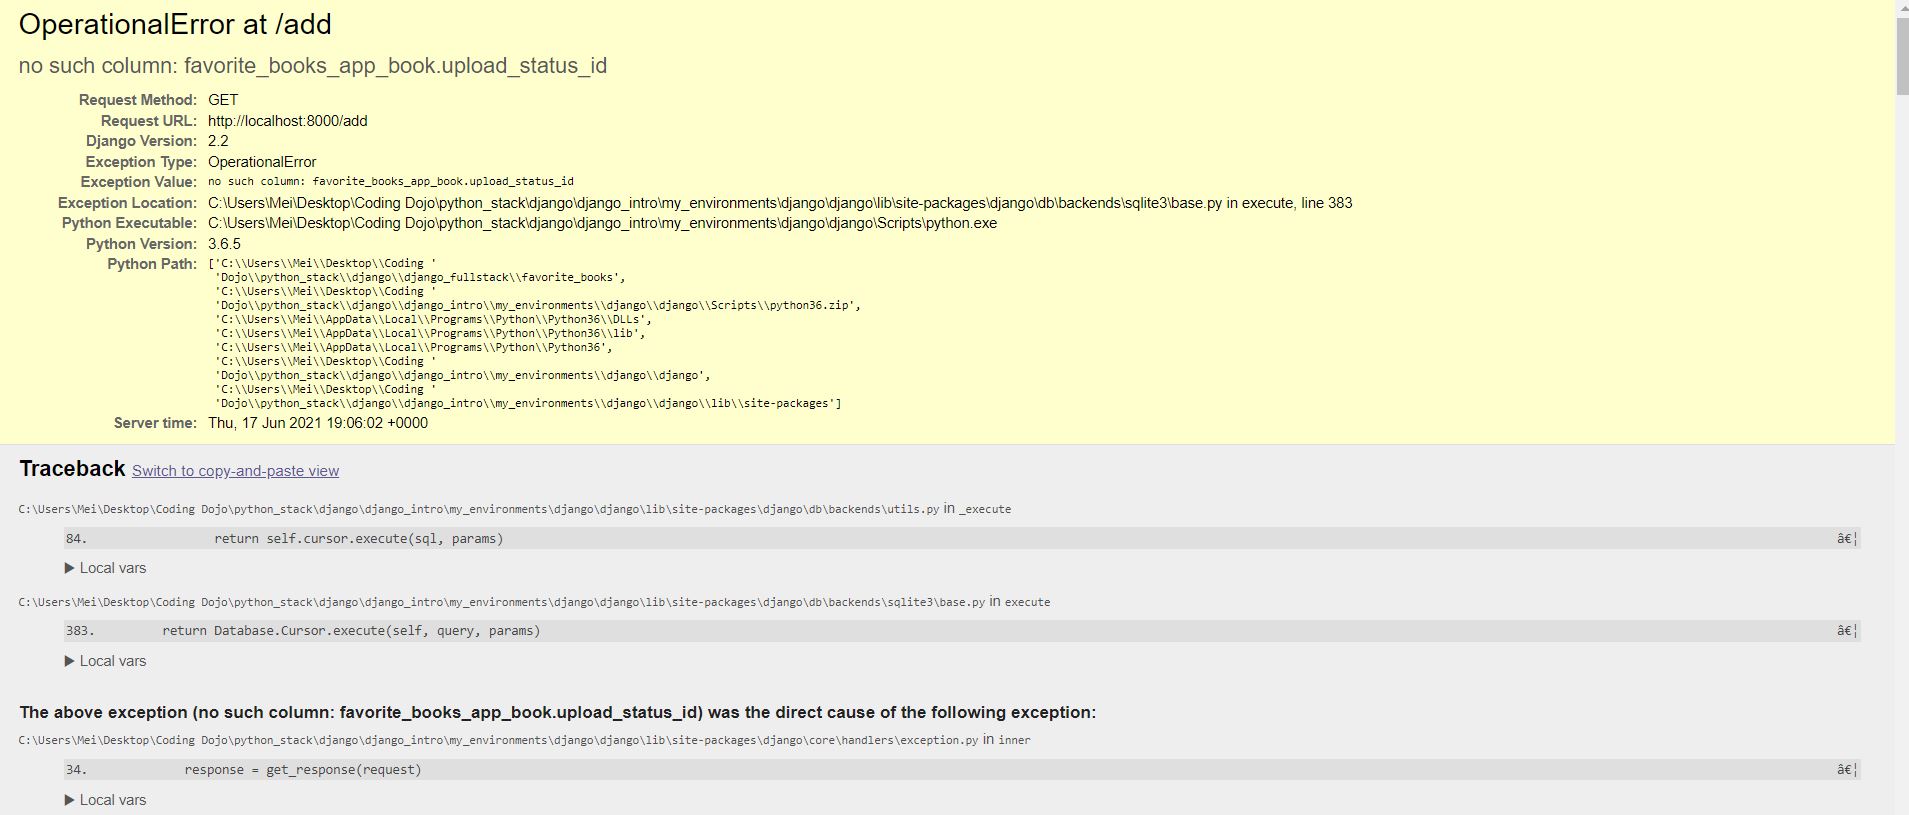 OperationalError at /add
no such column: favorite_books_app_book.upload_status_id
Request Method: GET
Request URL: http://localhost:8000/add
Django Version: 2.2
Exception Type: OperationalError
Exception Value: no such column: favorite_books_app_book.upload_status_id
Exception Location: C:\Users\Mei\Desktop\Coding Dojo\python_stack\django\django_intro\my_environments\django\django\lib\site-packages\django\db\backends\sqlite3\base.py in execute, line 383
Python Executable: C:\Users\Mei\Desktop\Coding Dojo\python_stack\django\django_intro\my_environments\django\django\Scripts\python.exe
Python Version: 3.6.5
Python Path: ['C:\\Users\\Mei\\Desktop\\Coding '
'Dojo\\python_stack\\django\\django_fullstack\\favorite_books',
'C:\\Users\\Mei\\Desktop\\Coding '
'Dojo\\python_stack\\django\\django_intro\\my_environments\\django\\django\\Scripts\\python36.zip',
'C:\\Users\\Mei\\AppData\\Local\\Programs\\Python\\Python36\\DLLs',
'C:\\Users\\Mei\\AppData\\Local\\Programs\\Python\\Python36\\lib',
'C:\\Users\\Mei\\AppData\\Local\\Programs\\Python\\Python36',
'C:\\Users\\Mei\\Desktop\\Coding '
'Dojo\\python_stack\\django\\django_intro\\my_environments\\django\\django',
'C:\\Users\\Mei\\Desktop\\Coding '
'Dojo\\python_stack\\django\\django_intro\\my_environments\\django\\django\\lib\\site-packages']
Server time: Thu, 17 Jun 2021 19:06:02 +0000
Traceback Switch to copy-and-paste view
C:\Users\Mei\Desktop\Coding Dojo\python_stack\django\django_intro\my_environments\django\django\lib\site-packages\django\db\backends\utils.py in _execute
84. return self.cursor.execute(sql, params) â€¦
▶ Local vars
C:\Users\Mei\Desktop\Coding Dojo\python_stack\django\django_intro\my_environments\django\django\lib\site-packages\django\db\backends\sqlite3\base.py in execute
383. return Database.Cursor.execute(self, query, params) â€¦
▶ Local vars
The above exception (no such column: favorite_books_app_book.upload_status_id) was the direct cause of the following exception:
C:\Users\Mei\Desktop\Coding Dojo\python_stack\django\django_intro\my_environments\django\django\lib\site-packages\django\core\handlers\exception.py in inner
34. response = get_response(request) â€¦
▶ Local vars